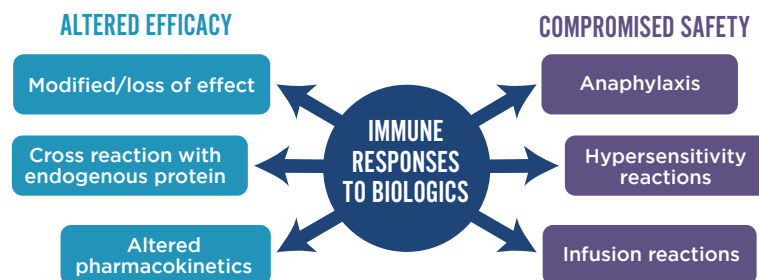 ALTERED EFFICACY
Modified/loss of effect
Cross reaction with
endogenous protein
Altered
pharmacokinetics
IMMUNE
RESPONSES
TO BIOLOGICS
COMPROMISED SAFETY
Anaphylaxis
Hypersensitivity
reactions
Infusion reactions